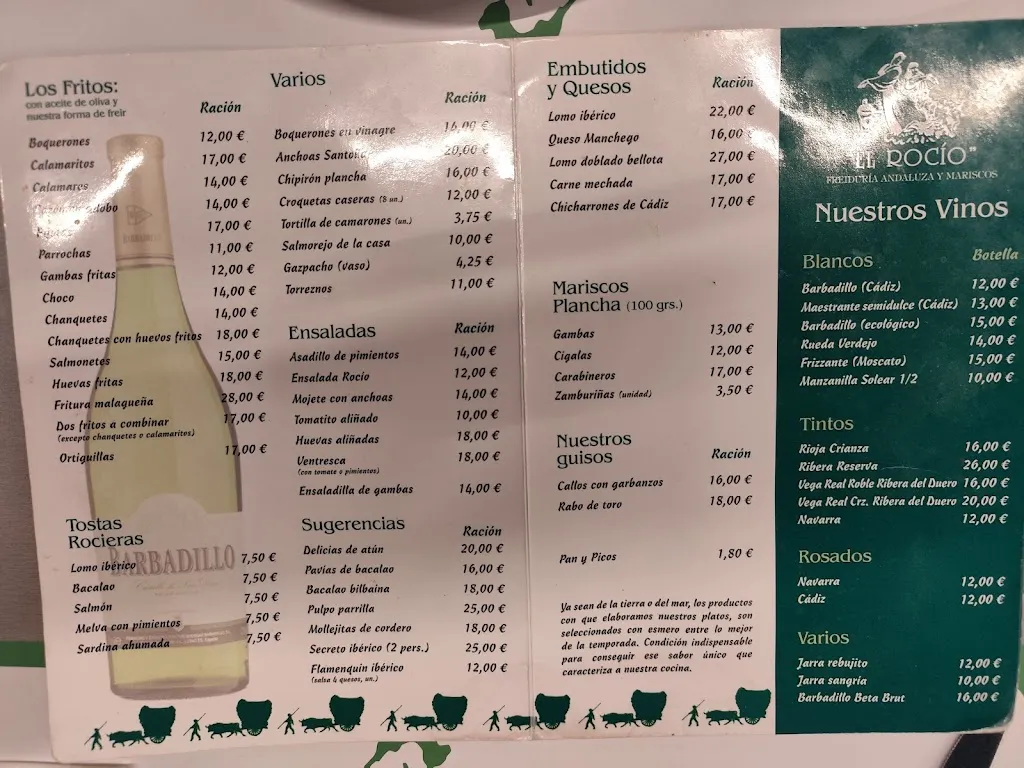 Los Fritos:
con aceite de oliva y
nuestra forma de freir
Ración
Boquerones 12,00 €
Calamaritos 17,00 €
Calamares 14,00 €
adobo 14,00 €
17,00 €
Parrochas 11,00 €
Gambas fritas 12,00 €
Choco 14,00 €
Chanquetes 14,00 €
Chanquetes con huevos fritos 18,00 €
Salmonetes 15,00 €
Huevas fritas 18,00 €
Fritura malagueña 28,00 €
Dos fritos a combinar 17,00 €
(excepto chanquetes o calamaritos)
Ortiguillas 17,00 €
Tostas
Rocieras
Lomo ibérico 7,50 €
Bacalao 7,50 €
Salmón 7,50 €
Melva con pimientos 7,50 €
Sardina ahumada 7,50 €
BARBADILLO
Varios
Ración
Boquerones en vinagre 16,00 €
Anchoas 20,00 €
Chipirón plancha 16,00 €
Croquetas caseras (8 un.) 12,00 €
Tortilla de camarones (un.) 3,75 €
Salmorejo de la casa 10,00 €
Gazpacho (vaso) 4,25 €
Torreznos 11,00 €
Ensaladas Ración
Asadillo de pimientos 14,00 €
Ensalada Rocío 12,00 €
Mojete con anchoas 14,00 €
Tomatito aliñado 10,00 €
Huevas aliñadas 18,00 €
Ventresca 18,00 €
(con tomate o pimientos)
Ensaladilla de gambas 14,00 €
Sugerencias Ración
Delicias de atún 20,00 €
Pavías de bacalao 16,00 €
Bacalao bilbaína 18,00 €
Pulpo parrilla 25,00 €
Mollejitas de cordero 18,00 €
Secreto ibérico (2 pers.) 25,00 €
Flamenquin ibérico 12,00 €
(salsa 4 quesos, un.)
Embutidos
y Quesos Ración
Lomo ibérico 22,00 €
Queso Manchego 16,00 €
Lomo doblado bellota 27,00 €
Carne mechada 17,00 €
Chicharrones de Cádiz 17,00 €
Mariscos
Plancha (100 grs.)
Gambas 13,00 €
Cigalas 12,00 €
Carabineros 17,00 €
Zamburiñas (unidad) 3,50 €
Nuestros
guisos Ración
Callos con garbanzos 16,00 €
Rabo de toro 18,00 €
Pan y Picos 1,80 €
Ya sean de la tierra o del mar, los productos
con que elaboramos nuestros platos, son
seleccionados con esmero entre lo mejor
de la temporada. Condición indispensable
para conseguir ese sabor único que
caracteriza a nuestra cocina.
"El ROCÍO"
FREIDURÍA ANDALUZA Y MARISCOS
Nuestros Vinos
Blancos Botella
Barbadillo (Cádiz) 12,00 €
Maestrante semidulce (Cádiz) 13,00 €
Barbadillo (ecológico) 15,00 €
Rueda Verdejo 14,00 €
Frizzante (Moscato) 15,00 €
Manzanilla Solear 1/2 10,00 €
Tintos
Rioja Crianza 16,00 €
Ribera Reserva 26,00 €
Vega Real Roble Ribera del Duero 16,00 €
Vega Real Crz. Ribera del Duero 20,00 €
Navarra 12,00 €
Rosados
Navarra 12,00 €
Cádiz 12,00 €
Varios
Jarra rebujito 12,00 €
Jarra sangría 10,00 €
Barbadillo Beta Brut 16,00 €